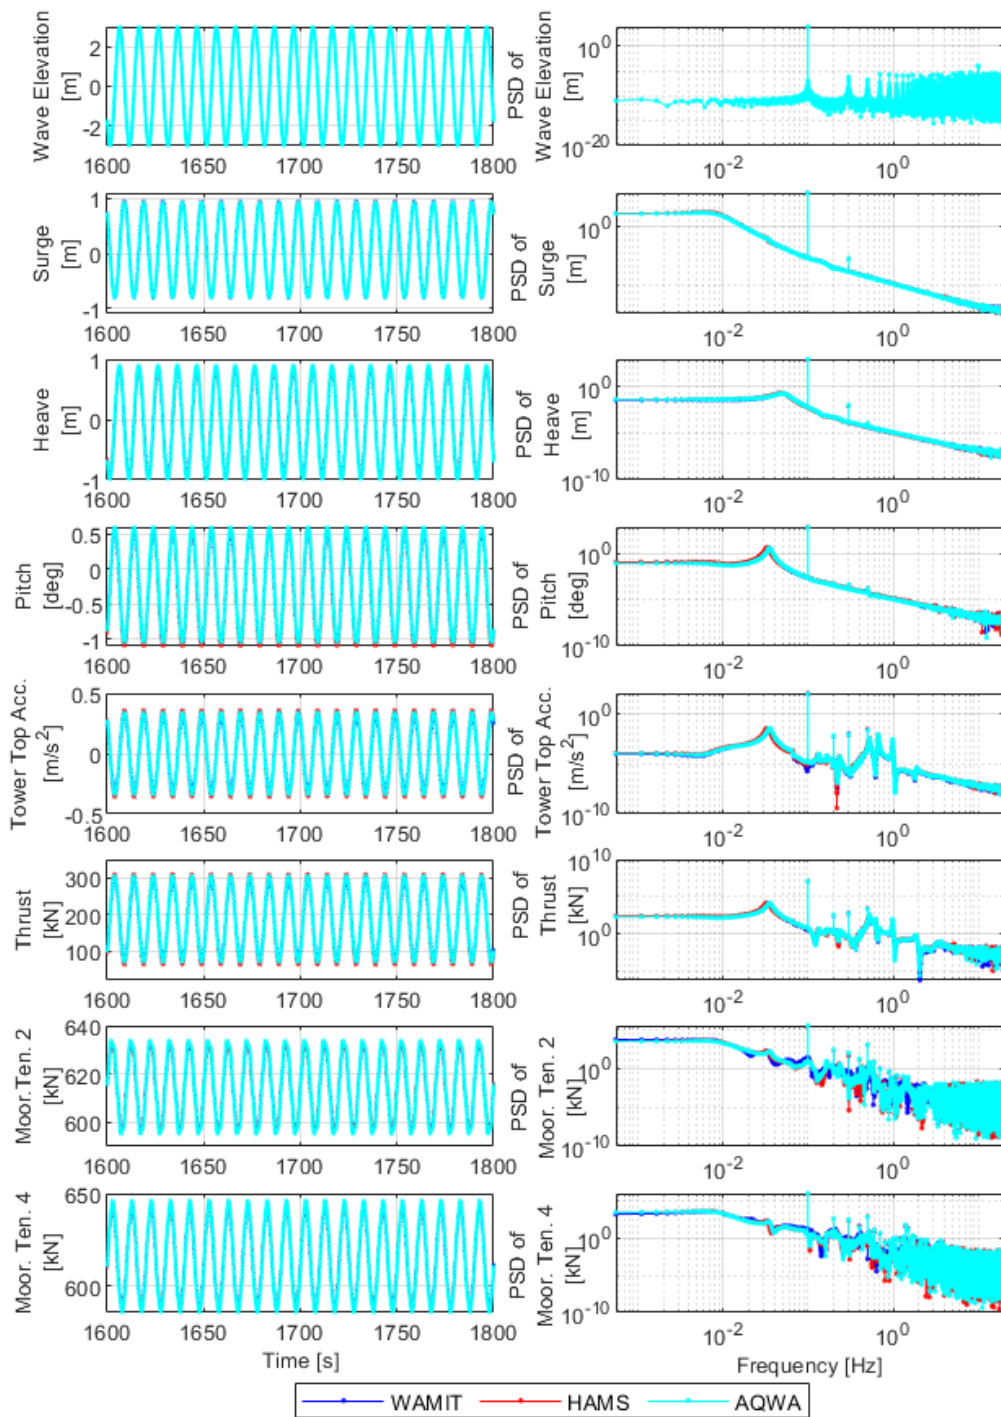 Wave Elevation
[m]
2
0
-2
1600 1650 1700 1750 1800
PSD of
Wave Elevation
[m]
10^0
10^-20
10^-2 10^0
Surge
[m]
1
0
-1
1600 1650 1700 1750 1800
PSD of
Surge
[m]
10^0
10^-2 10^0
Heave
[m]
1
0
-1
1600 1650 1700 1750 1800
PSD of
Heave
[m]
10^0
10^-10
10^-2 10^0
Pitch
[deg]
0.5
0
-0.5
-1
1600 1650 1700 1750 1800
PSD of
Pitch
[deg]
10^0
10^-10
10^-2 10^0
Tower Top Acc.
[m/s^2]
0.5
0
-0.5
1600 1650 1700 1750 1800
PSD of
Tower Top Acc.
[m/s^2]
10^0
10^-10
10^-2 10^0
Thrust
[kN]
300
200
100
1600 1650 1700 1750 1800
PSD of
Thrust
[kN]
10^10
10^0
10^-2 10^0
Moor.Ten. 2
[kN]
640
620
600
1600 1650 1700 1750 1800
PSD of
Moor.Ten. 2
[kN]
10^0
10^-10
10^-2 10^0
Moor. Ten. 4
[kN]
650
600
1600 1650 1700 1750 1800
Time [s]
PSD of
Moor. Ten. 4
[kN]
10^0
10^-10
10^-2 10^0
Frequency [Hz]
WAMIT HAMS AQWA